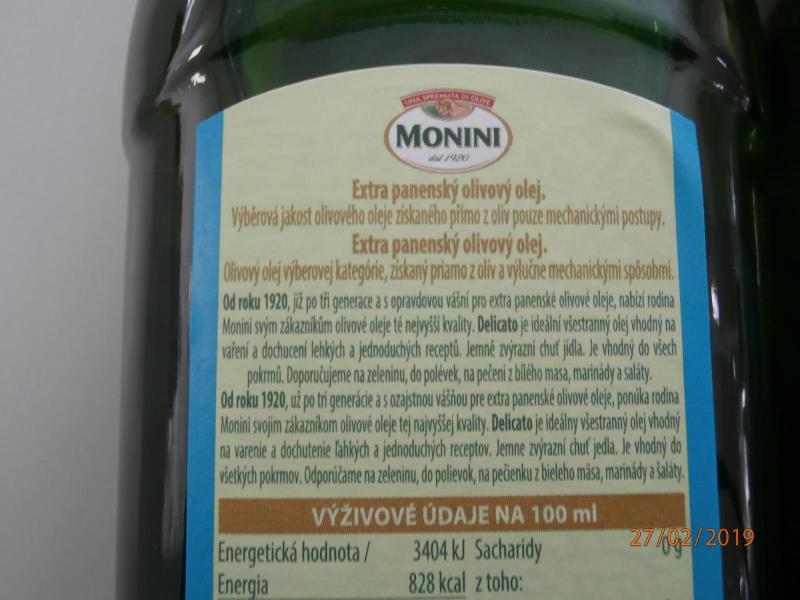 UNA SPREMUTA DI OLIVE
MONINI
dal 1920
Extra panenský olivový olej.
Výběrová jakost olivového oleje získaného přímo z oliv pouze mechanickými postupy.
Extra panenský olivový olej.
Olivový olej výberovej kategórie, získaný priamo z olív a výlučne mechanickými spôsobmi.
Od roku 1920, již po tři generace a s opravdovou vášní pro extra panenské olivové oleje, nabízí rodina
Monini svým zákazníkům olivové oleje té nejvyšší kvality. Delicato je ideální všestranný olej vhodný na
vaření a dochucení lehkých a jednoduchých receptů. Jemně zvýrazní chuť jídla. Je vhodný do všech
pokrmů. Doporučujeme na zeleninu, do polévek, na pečení z bílého masa, marinády a saláty.
Od roku 1920, už po tri generácie a s ozajstnou vášňou pre extra panenské olivové oleje, ponúka rodina
Monini svojim zákazníkom olivové oleje tej najvyššej kvality. Delicato je ideálny všestranný olej vhodný
na varenie a dochutenie ľahkých a jednoduchých receptov. Jemne zvýrazní chuť jedla. Je vhodný do
všetkých pokrmov. Odporúčame na zeleninu, do polievok, na pečienku z bieleho mäsa, marinády a šaláty.
VÝŽIVOVÉ ÚDAJE NA 100 ml
Energetická hodnota / 3404 kJ Sacharidy 0 g
Energia 828 kcal z toho:
27/02/2019